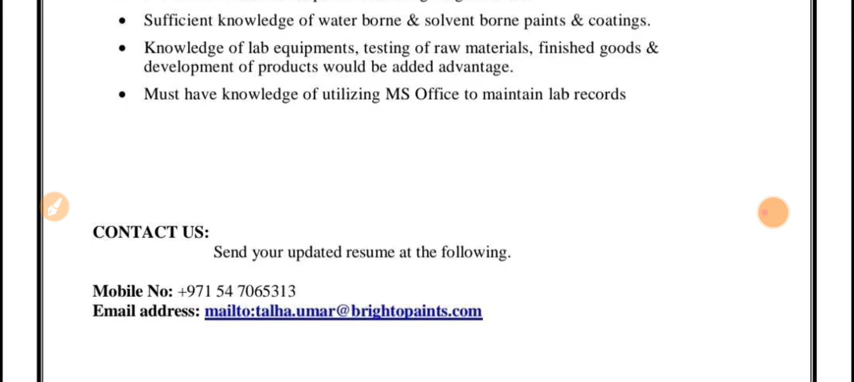 • Sufficient knowledge of water borne & solvent borne paints & coatings.
• Knowledge of lab equipments, testing of raw materials, finished goods &
development of products would be added advantage.
• Must have knowledge of utilizing MS Office to maintain lab records
CONTACT US:
Send your updated resume at the following.
Mobile No: +971 54 7065313
Email address: mailto:talha.umar@brightopaints.com